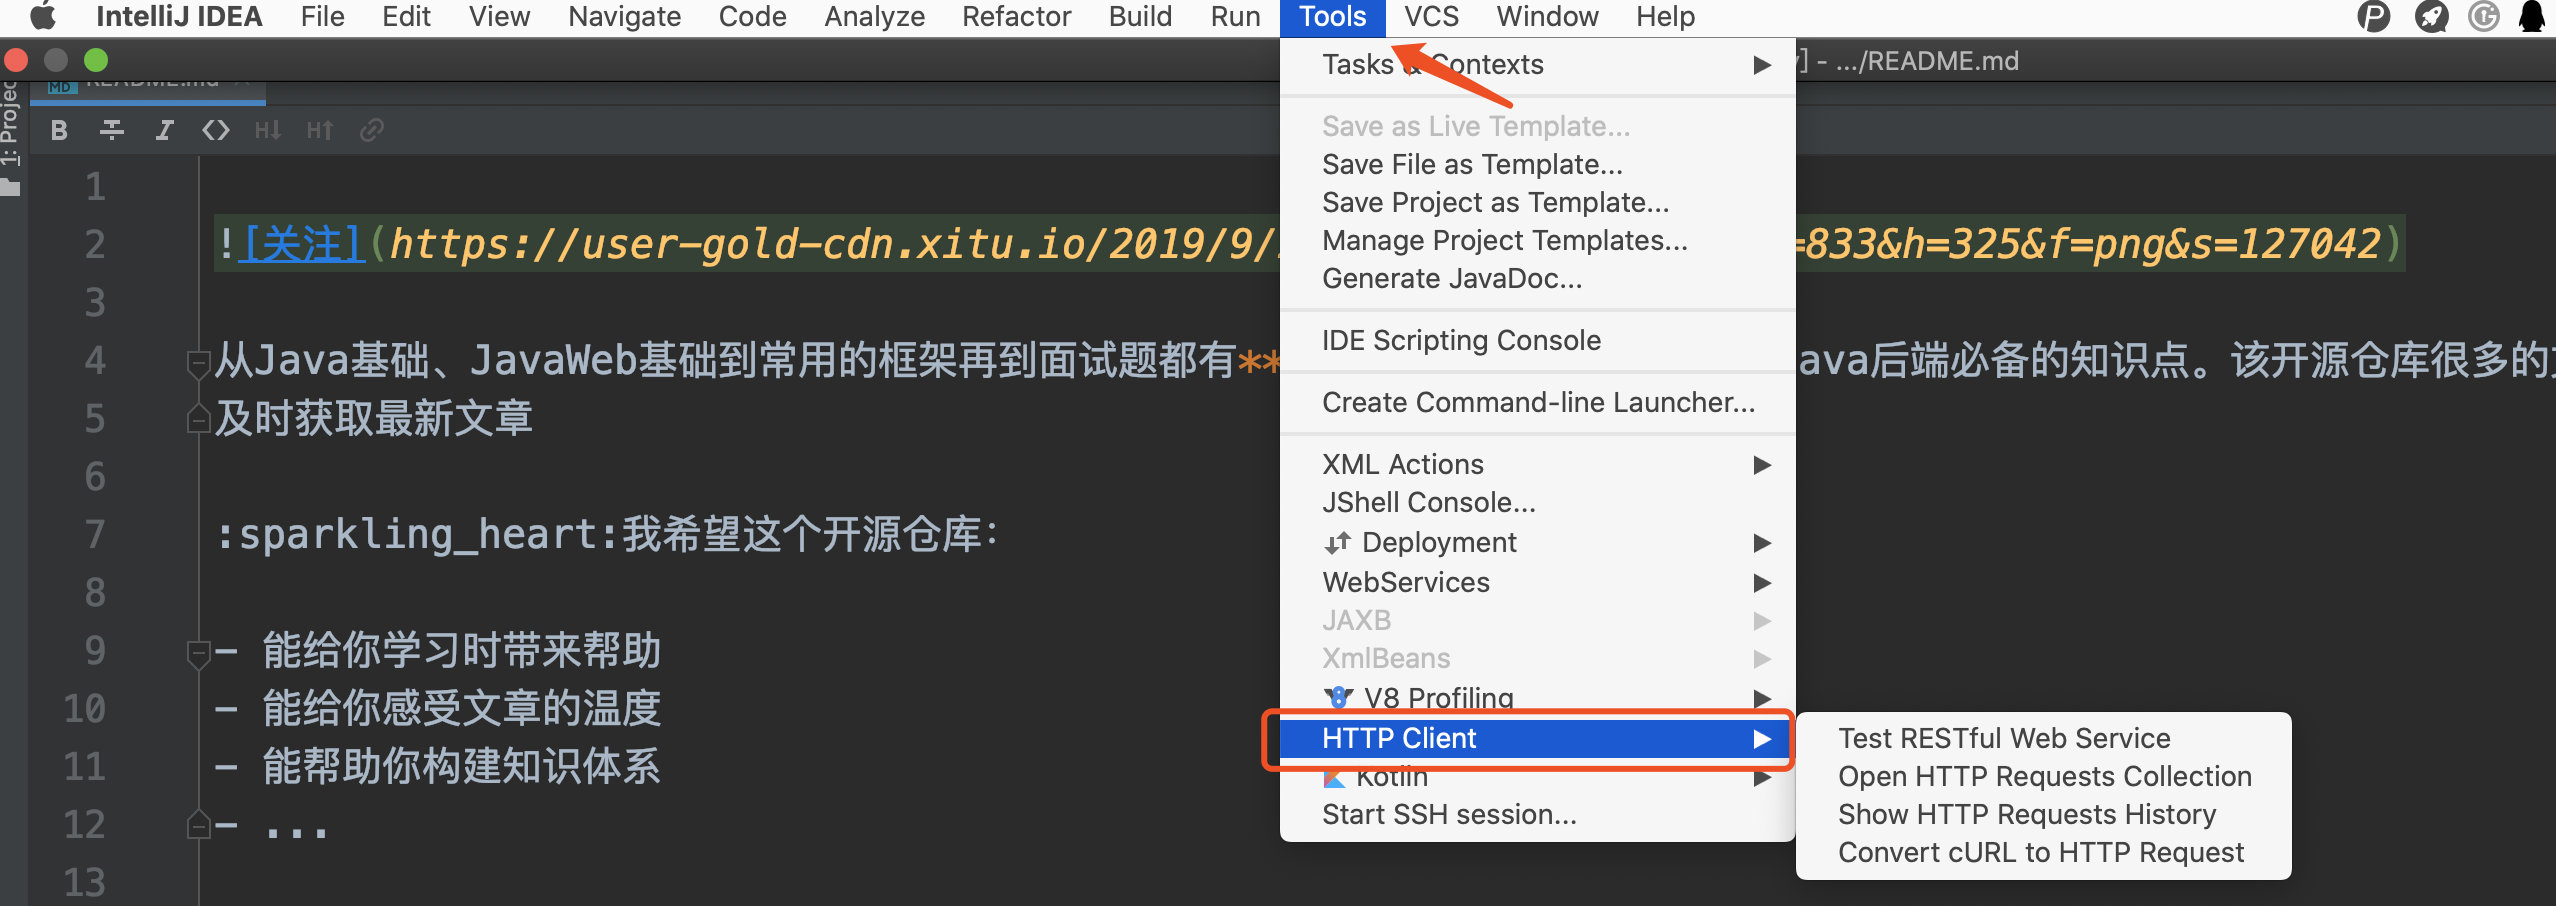 IntelliJ IDEA File Edit View Navigate Code Analyze Refactor Build Run Tools VCS Window Help
] - .../README.md
README.md
1: Projec
B I <> H↓ H↑
1
2 ![关注](https://user-gold-cdn.xitu.io/2019/9/ =833&h=325&f=png&s=127042)
3
4 从Java基础、JavaWeb基础到常用的框架再到面试题都有** ava后端必备的知识点。该开源仓库很多的
5 及时获取最新文章
6
7 :sparkling_heart:我希望这个开源仓库：
8
9 - 能给你学习时带来帮助
10 - 能给你感受文章的温度
11 - 能帮助你构建知识体系
12 - ...
13
Tasks & Contexts
Save as Live Template...
Save File as Template...
Save Project as Template...
Manage Project Templates...
Generate JavaDoc...
IDE Scripting Console
Create Command-line Launcher...
XML Actions
JShell Console...
Deployment
WebServices
JAXB
XmlBeans
V8 Profiling
HTTP Client
Kotlin
Start SSH session...
Test RESTful Web Service
Open HTTP Requests Collection
Show HTTP Requests History
Convert cURL to HTTP Request